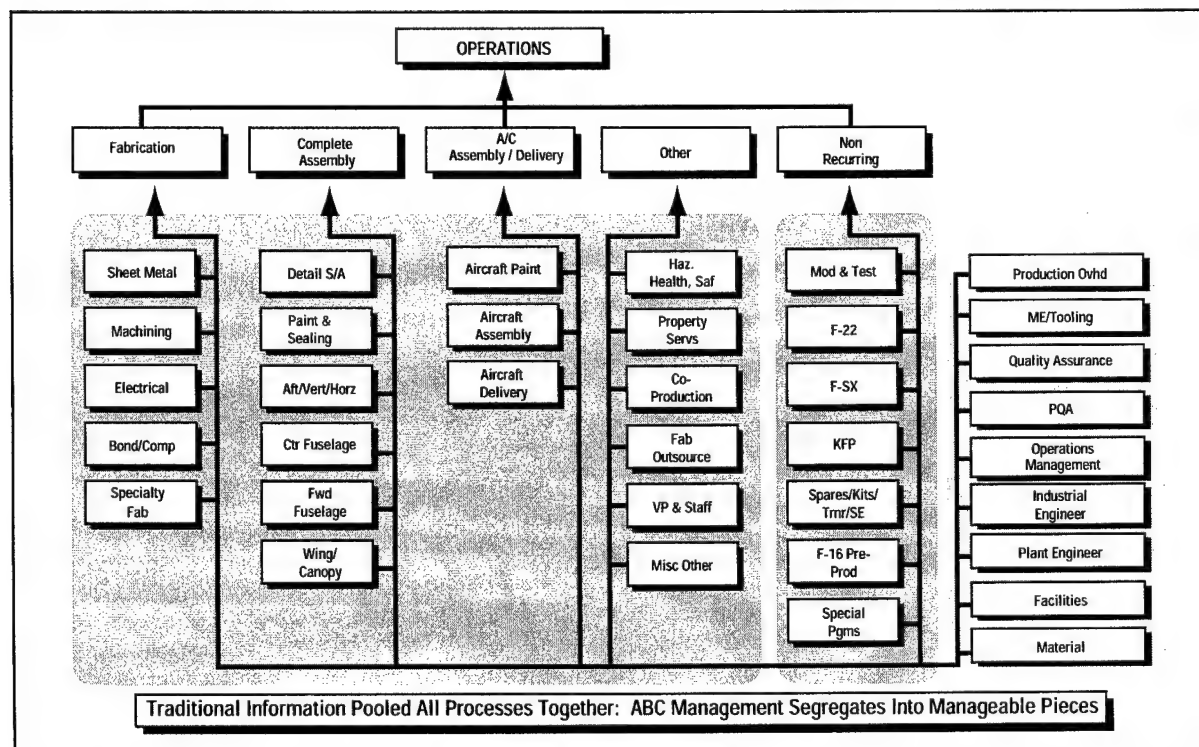 OPERATIONS
Fabrication
Complete
Assembly
A/C
Assembly / Delivery
Other
Non
Recurring
Sheet Metal
Machining
Electrical
Bond/Comp
Specialty
Fab
Detail S/A
Paint &
Sealing
Aft/Vert/Horz
Ctr Fuselage
Fwd
Fuselage
Wing/
Canopy
Aircraft Paint
Aircraft
Assembly
Aircraft
Delivery
Haz.
Health, Saf
Property
Servs
Co-
Production
Fab
Outsource
VP & Staff
Misc Other
Mod & Test
F-22
F-SX
KFP
Spares/Kits/
Trnr/SE
F-16 Pre-
Prod
Special
Pgms
Production Ovhd
ME/Tooling
Quality Assurance
PQA
Operations
Management
Industrial
Engineer
Plant Engineer
Facilities
Material
Traditional Information Pooled All Processes Together: ABC Management Segregates Into Manageable Pieces